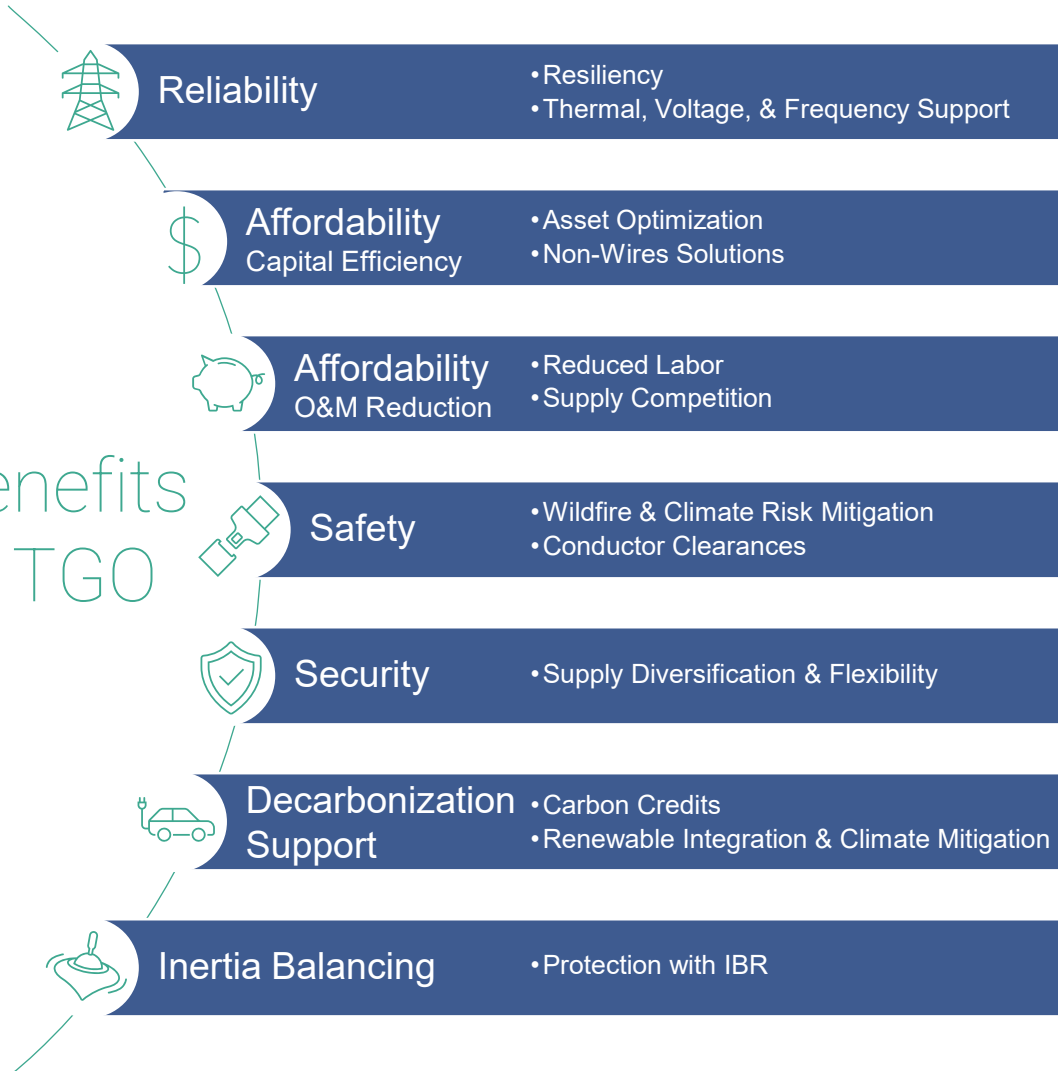 enefits
TGO
Reliability
•Resiliency
•Thermal, Voltage, & Frequency Support
Affordability
Capital Efficiency
•Asset Optimization
•Non-Wires Solutions
Affordability
O&M Reduction
•Reduced Labor
•Supply Competition
Safety
•Wildfire & Climate Risk Mitigation
•Conductor Clearances
Security
•Supply Diversification & Flexibility
Decarbonization
Support
•Carbon Credits
•Renewable Integration & Climate Mitigation
Inertia Balancing
•Protection with IBR